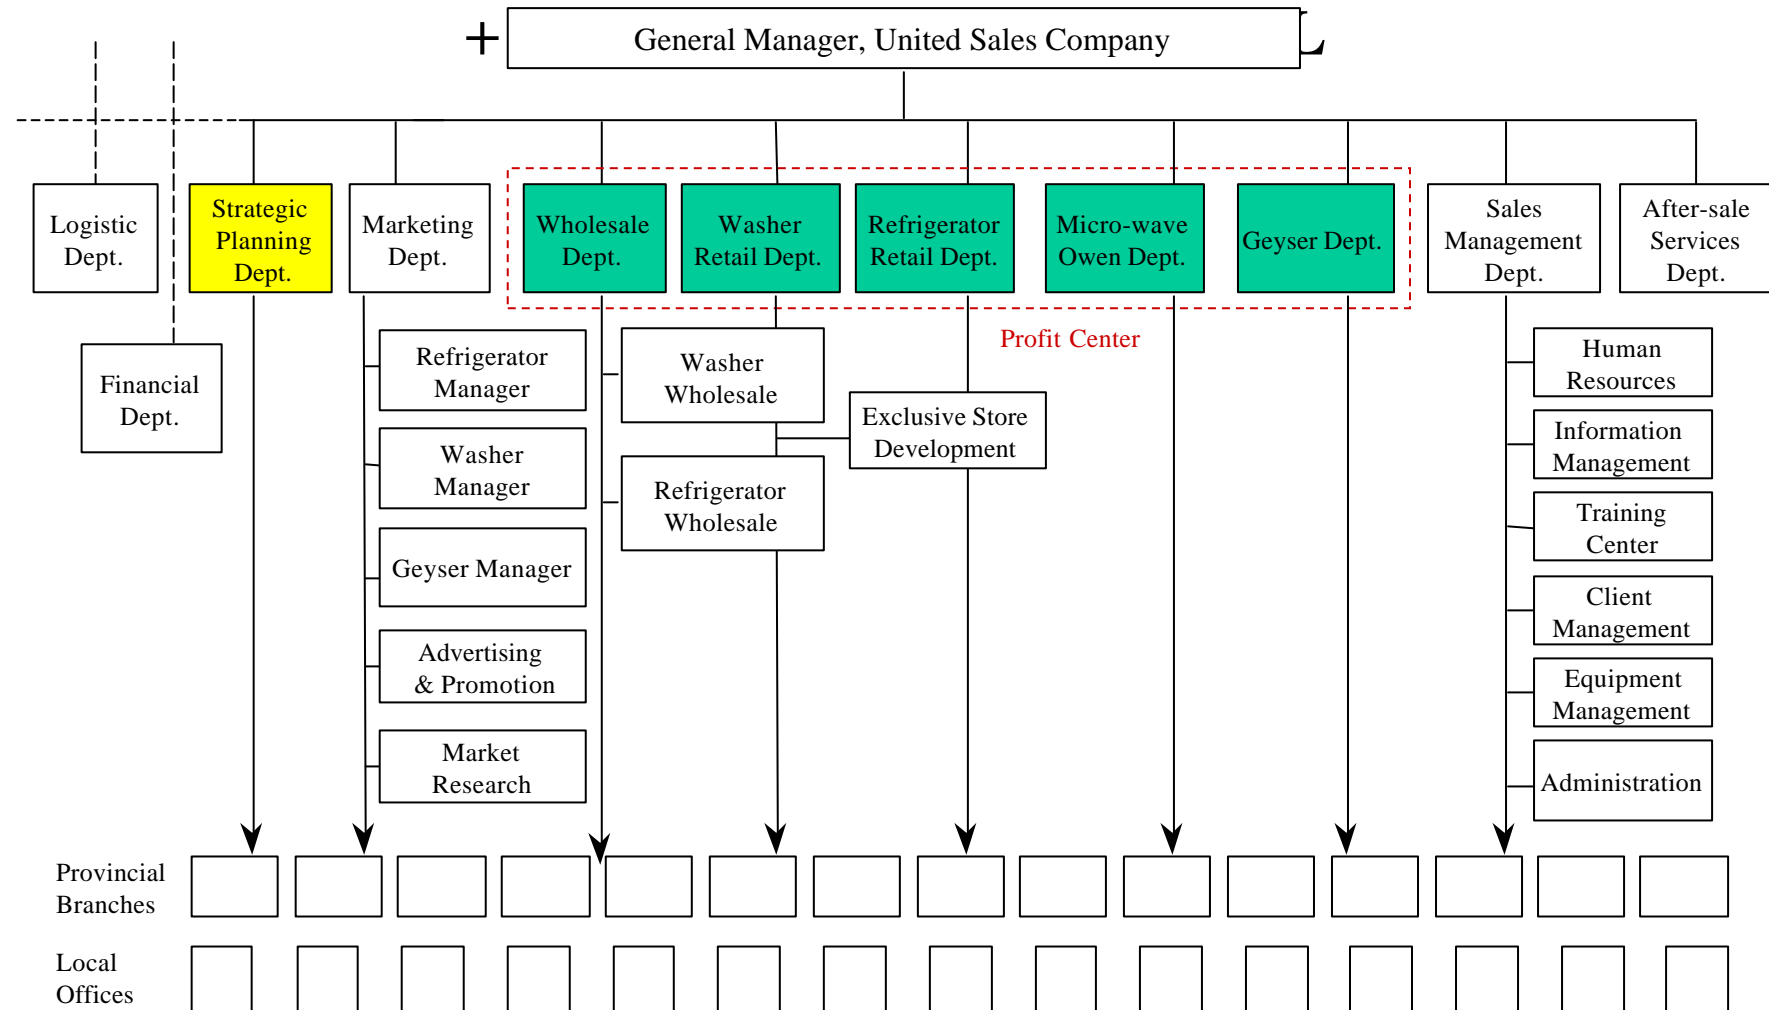 +
General Manager, United Sales Company
Logistic
Dept.
Strategic
Planning
Dept.
Marketing
Dept.
Wholesale
Dept.
Washer
Retail Dept.
Refrigerator
Retail Dept.
Micro-wave
Owen Dept.
Geyser Dept.
Sales
Management
Dept.
After-sale
Services
Dept.
Profit Center
Financial
Dept.
Refrigerator
Manager
Washer
Manager
Geyser Manager
Advertising
& Promotion
Market
Research
Washer
Wholesale
Refrigerator
Wholesale
Exclusive Store
Development
Human
Resources
Information
Management
Training
Center
Client
Management
Equipment
Management
Administration
Provincial
Branches
Local
Offices